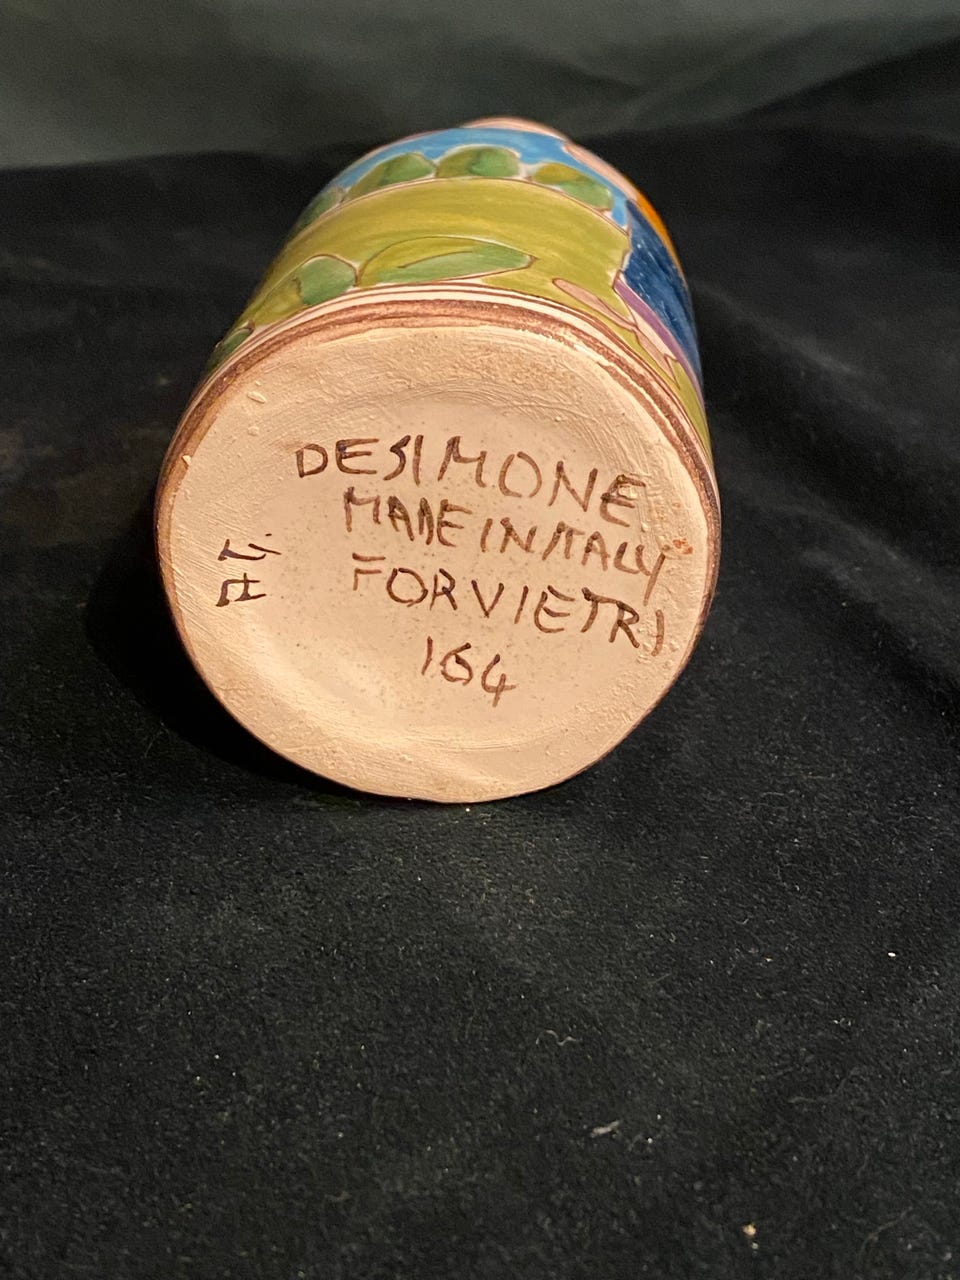 DESIMONE
MADE IN ITALY
FOR VIETRI
164